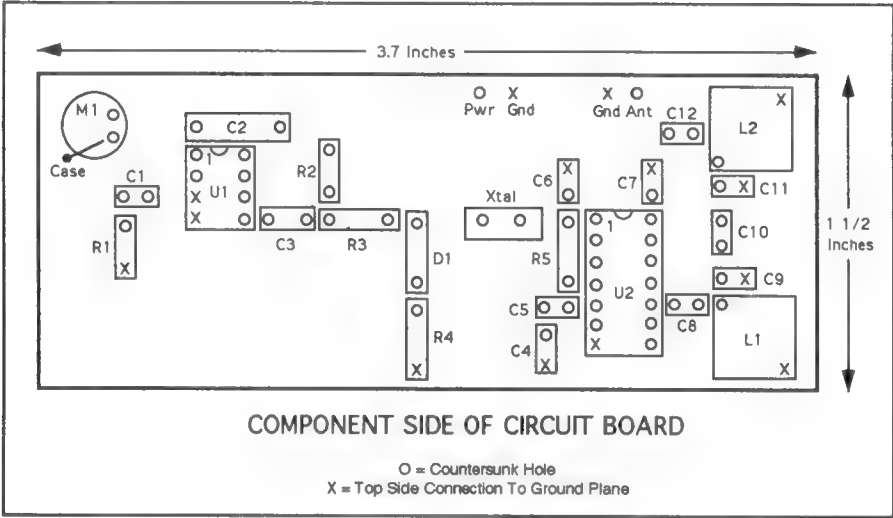 3.7 Inches
M1
Case
C1
R1
C2
1
U1
X
X
X
R2
C3
R3
D1
R4
X
O X
Pwr Gnd
X O
Gnd Ant
C12
L2
X
Xtal
C6
X
C7
X
1
U2
X
R5
C5
C4
X
C8
C11
X
C10
C9
X
L1
X
1 1/2
Inches
COMPONENT SIDE OF CIRCUIT BOARD
O = Countersunk Hole
X = Top Side Connection To Ground Plane